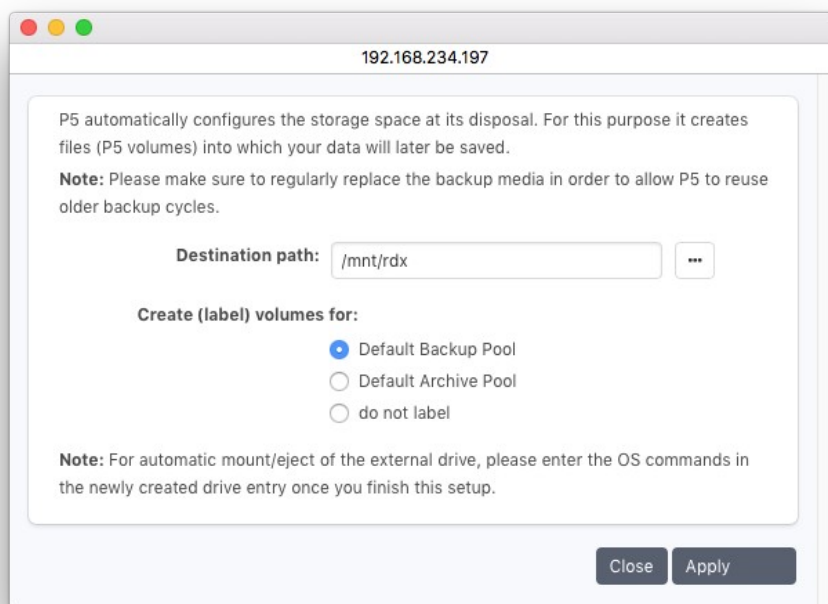 192.168.234.197
P5 automatically configures the storage space at its disposal. For this purpose it creates
files (P5 volumes) into which your data will later be saved.
Note: Please make sure to regularly replace the backup media in order to allow P5 to reuse
older backup cycles.
Destination path: /mnt/rdx ...
Create (label) volumes for:
Default Backup Pool
Default Archive Pool
do not label
Note: For automatic mount/eject of the external drive, please enter the OS commands in
the newly created drive entry once you finish this setup.
Close Apply